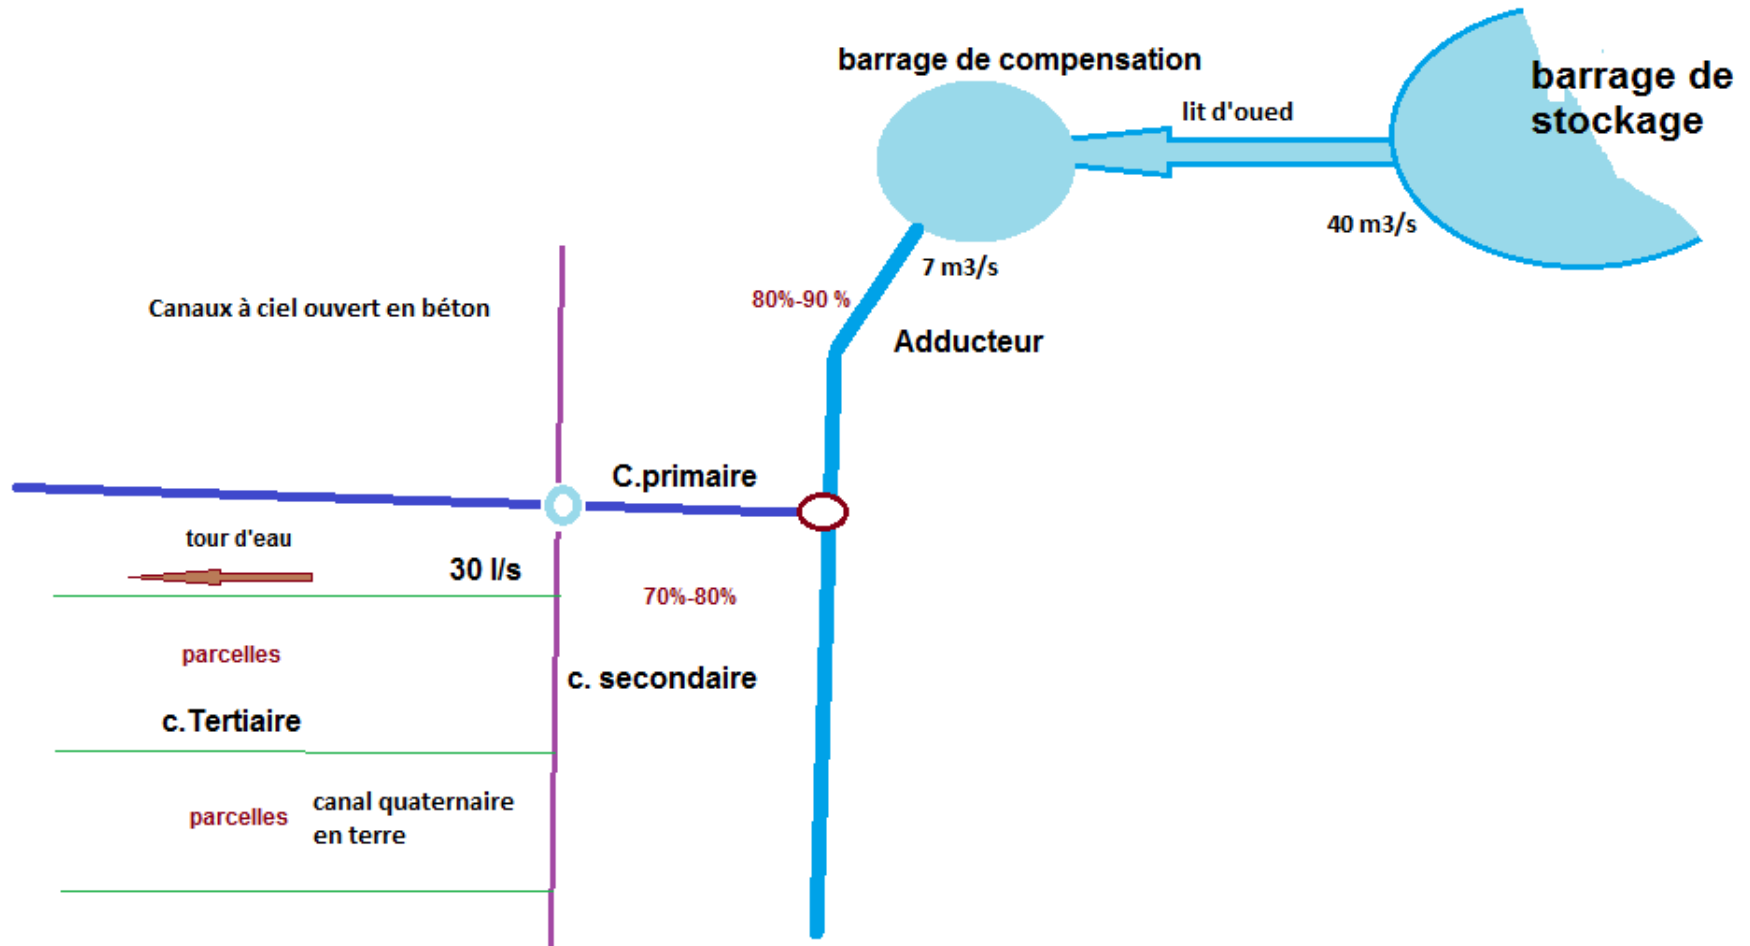 barrage de compensation
barrage de
stockage
lit d'oued
40 m3/s
7 m3/s
80%-90 %
Canaux à ciel ouvert en béton
Adducteur
C.primaire
tour d'eau
30 l/s
70%-80%
parcelles
c. secondaire
c.Tertiaire
parcelles
canal quaternaire
en terre